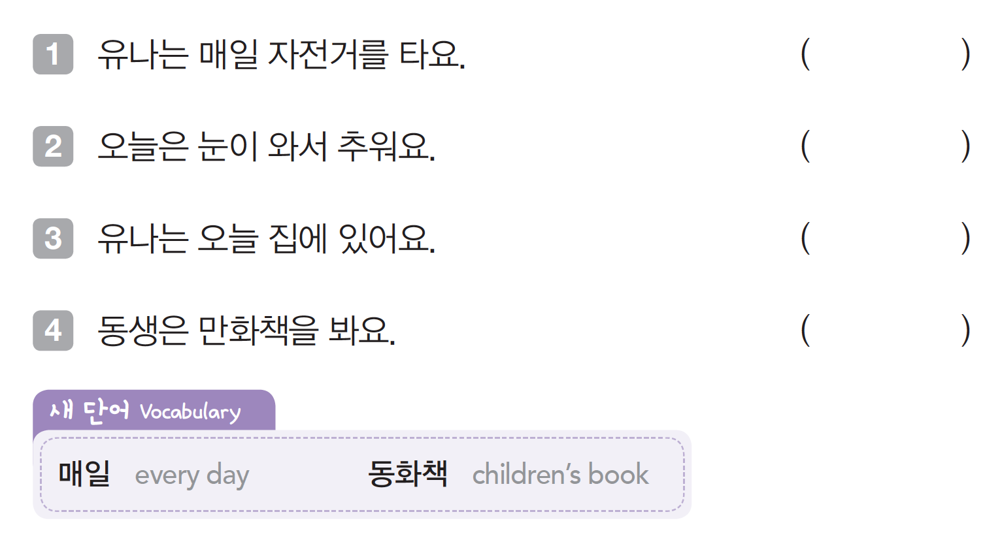 1 유나는 매일 자전거를 타요. ( )
2 오늘은 눈이 와서 추워요. ( )
3 유나는 오늘 집에 있어요. ( )
4 동생은 만화책을 봐요. ( )
새 단어 Vocabulary
매일 every day 동화책 children's book